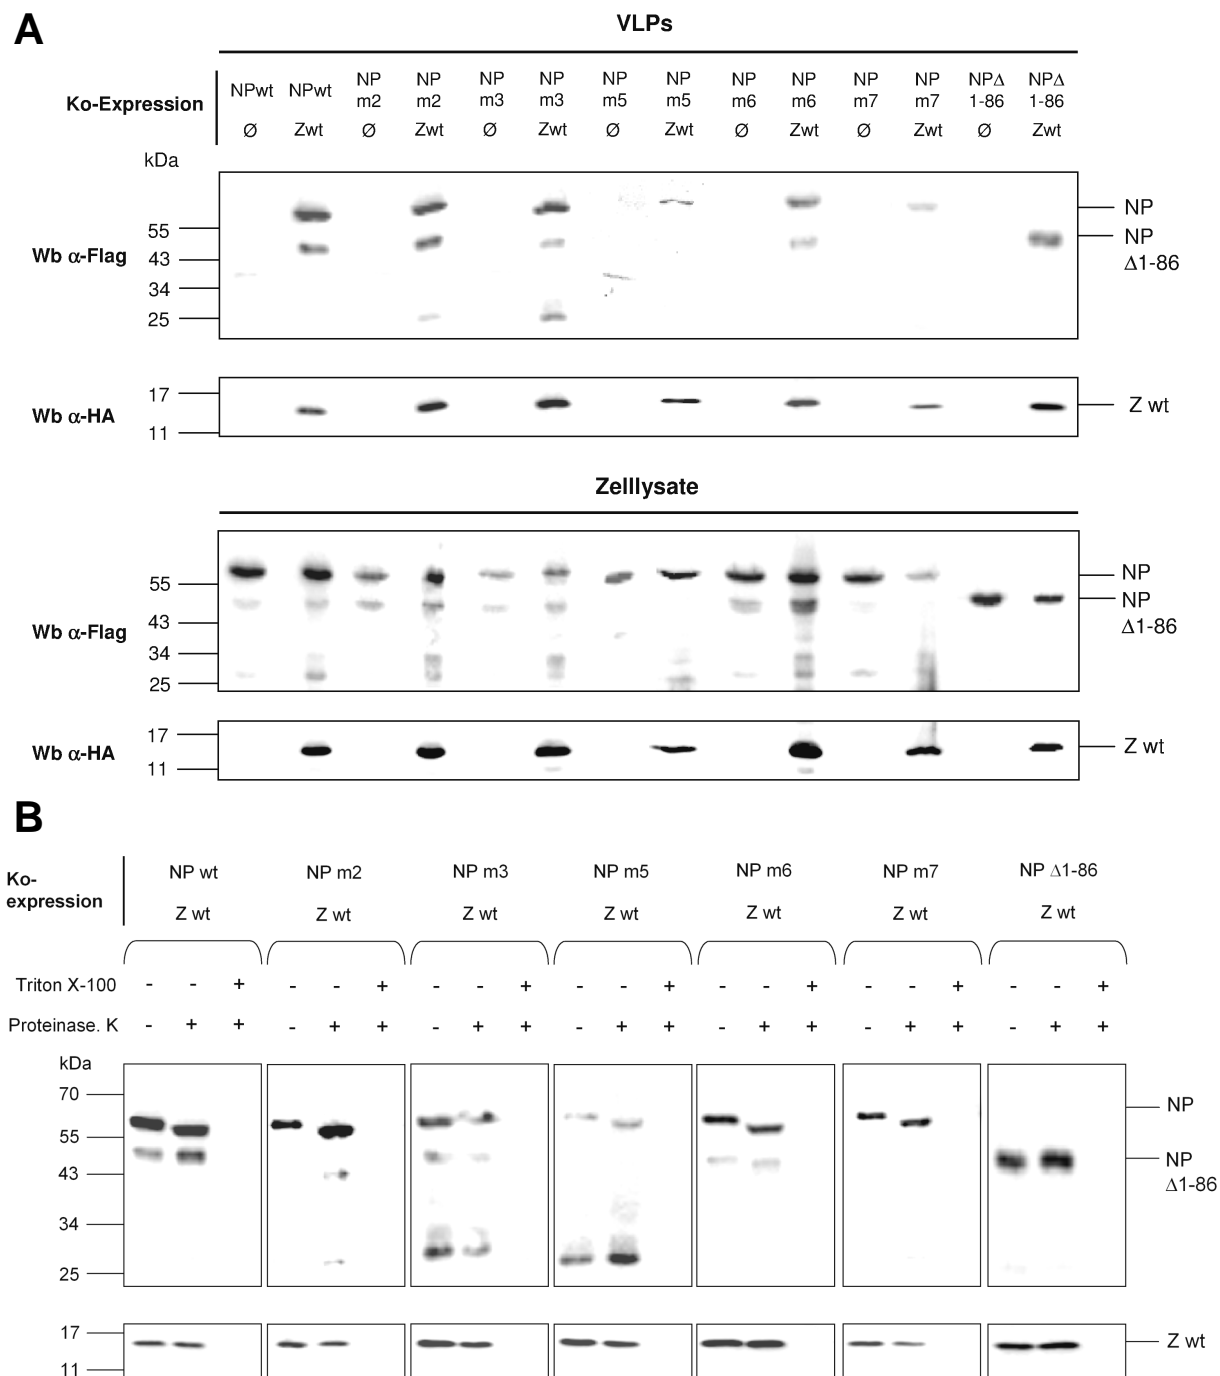 A
VLPs
Ko-Expression
NPwt NPwt NP m2 NP m2 NP m3 NP m3 NP m5 NP m5 NP m6 NP m6 NP m7 NP m7 NPΔ 1-86 NPΔ 1-86
Ø Zwt Ø Zwt Ø Zwt Ø Zwt Ø Zwt Ø Zwt Ø Zwt
kDa
Wb α-Flag
55
43
34
25
NP
NP
Δ1-86
Wb α-HA
17
11
Z wt
Zelllysate
Wb α-Flag
55
43
34
25
NP
NP
Δ1-86
Wb α-HA
17
11
Z wt
B
Ko-
expression
NP wt NP m2 NP m3 NP m5 NP m6 NP m7 NP Δ1-86
Z wt Z wt Z wt Z wt Z wt Z wt Z wt
Triton X-100 - - + - - + - - + - - + - - + - - + - - +
Proteinase. K - + + - + + - + + - + + - + + - + + - + +
kDa
70
55
43
34
25
NP
NP
Δ1-86
17
11
Z wt